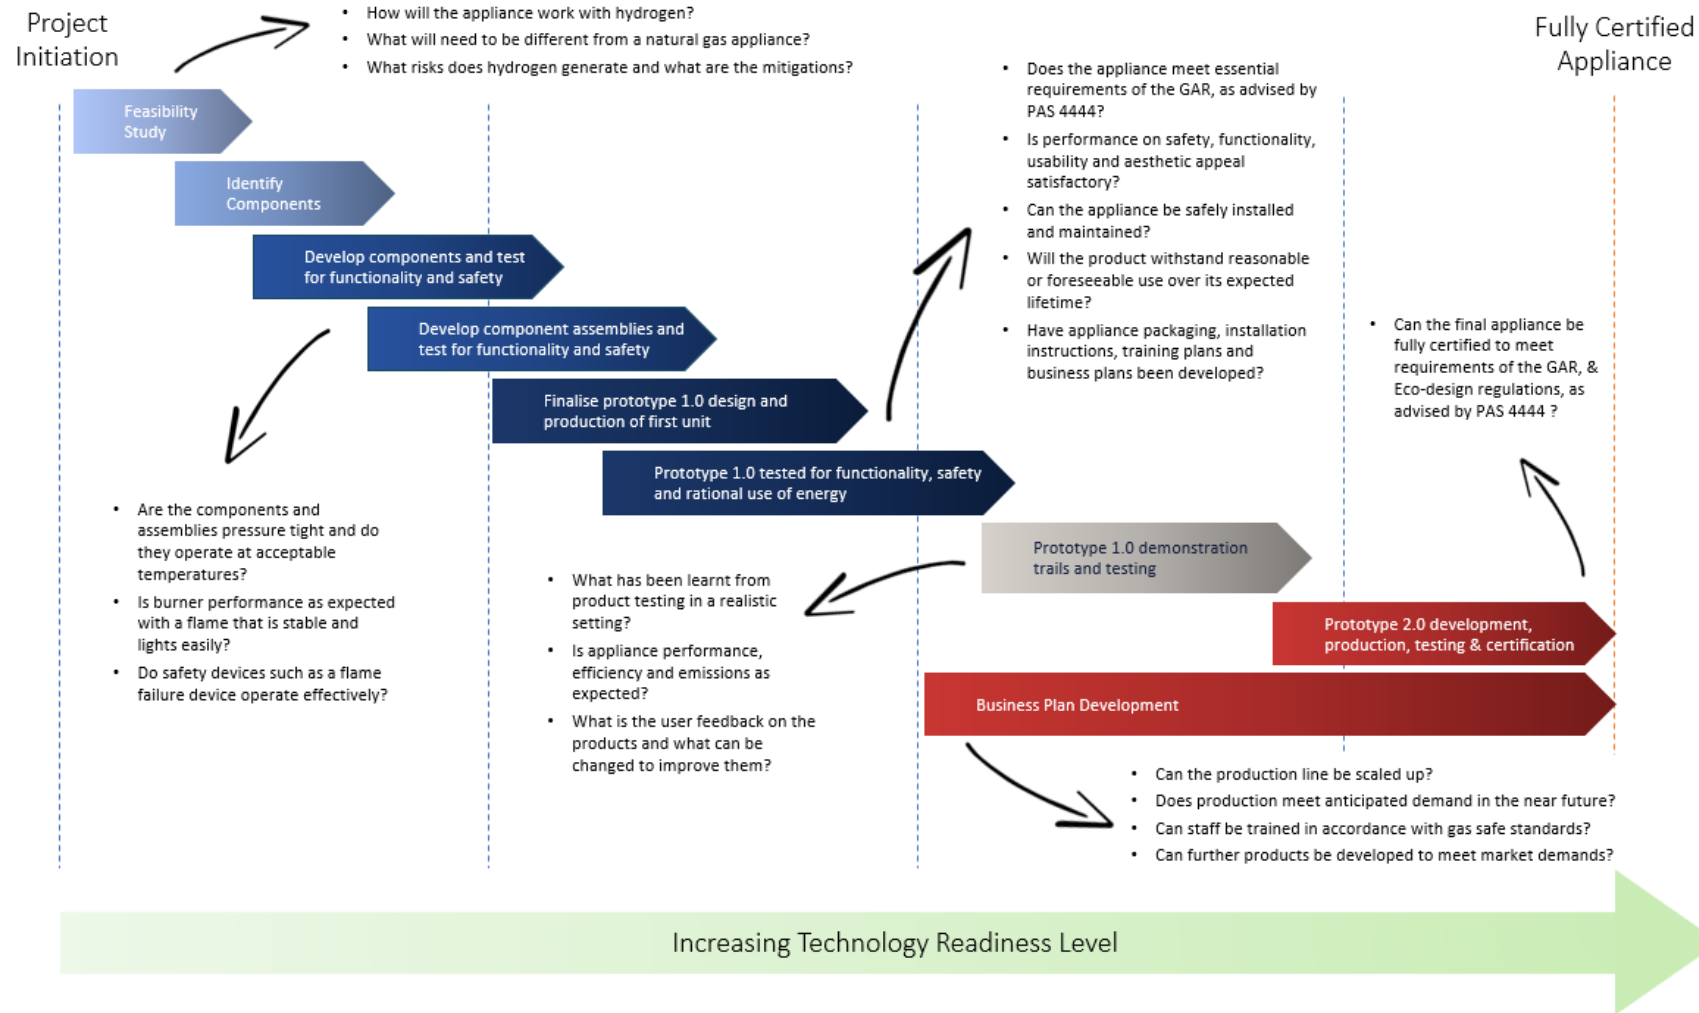 Project
Initiation
• How will the appliance work with hydrogen?
• What will need to be different from a natural gas appliance?
• What risks does hydrogen generate and what are the mitigations?
Fully Certified
Appliance
Feasibility
Study
Identify
Components
Develop components and test
for functionality and safety
Develop component assemblies and
test for functionality and safety
Finalise prototype 1.0 design and
production of first unit
Prototype 1.0 tested for functionality, safety
and rational use of energy
Prototype 1.0 demonstration
trails and testing
Prototype 2.0 development,
production, testing & certification
Business Plan Development
• Does the appliance meet essential
requirements of the GAR, as advised by
PAS 4444?
• Is performance on safety, functionality,
usability and aesthetic appeal
satisfactory?
• Can the appliance be safely installed
and maintained?
• Will the product withstand reasonable
or foreseeable use over its expected
lifetime?
• Have appliance packaging, installation
instructions, training plans and
business plans been developed?
• Can the final appliance be
fully certified to meet
requirements of the GAR, &
Eco-design regulations, as
advised by PAS 4444 ?
• Are the components and
assemblies pressure tight and do
they operate at acceptable
temperatures?
• Is burner performance as expected
with a flame that is stable and
lights easily?
• Do safety devices such as a flame
failure device operate effectively?
• What has been learnt from
product testing in a realistic
setting?
• Is appliance performance,
efficiency and emissions as
expected?
• What is the user feedback on the
products and what can be
changed to improve them?
• Can the production line be scaled up?
• Does production meet anticipated demand in the near future?
• Can staff be trained in accordance with gas safe standards?
• Can further products be developed to meet market demands?
Increasing Technology Readiness Level